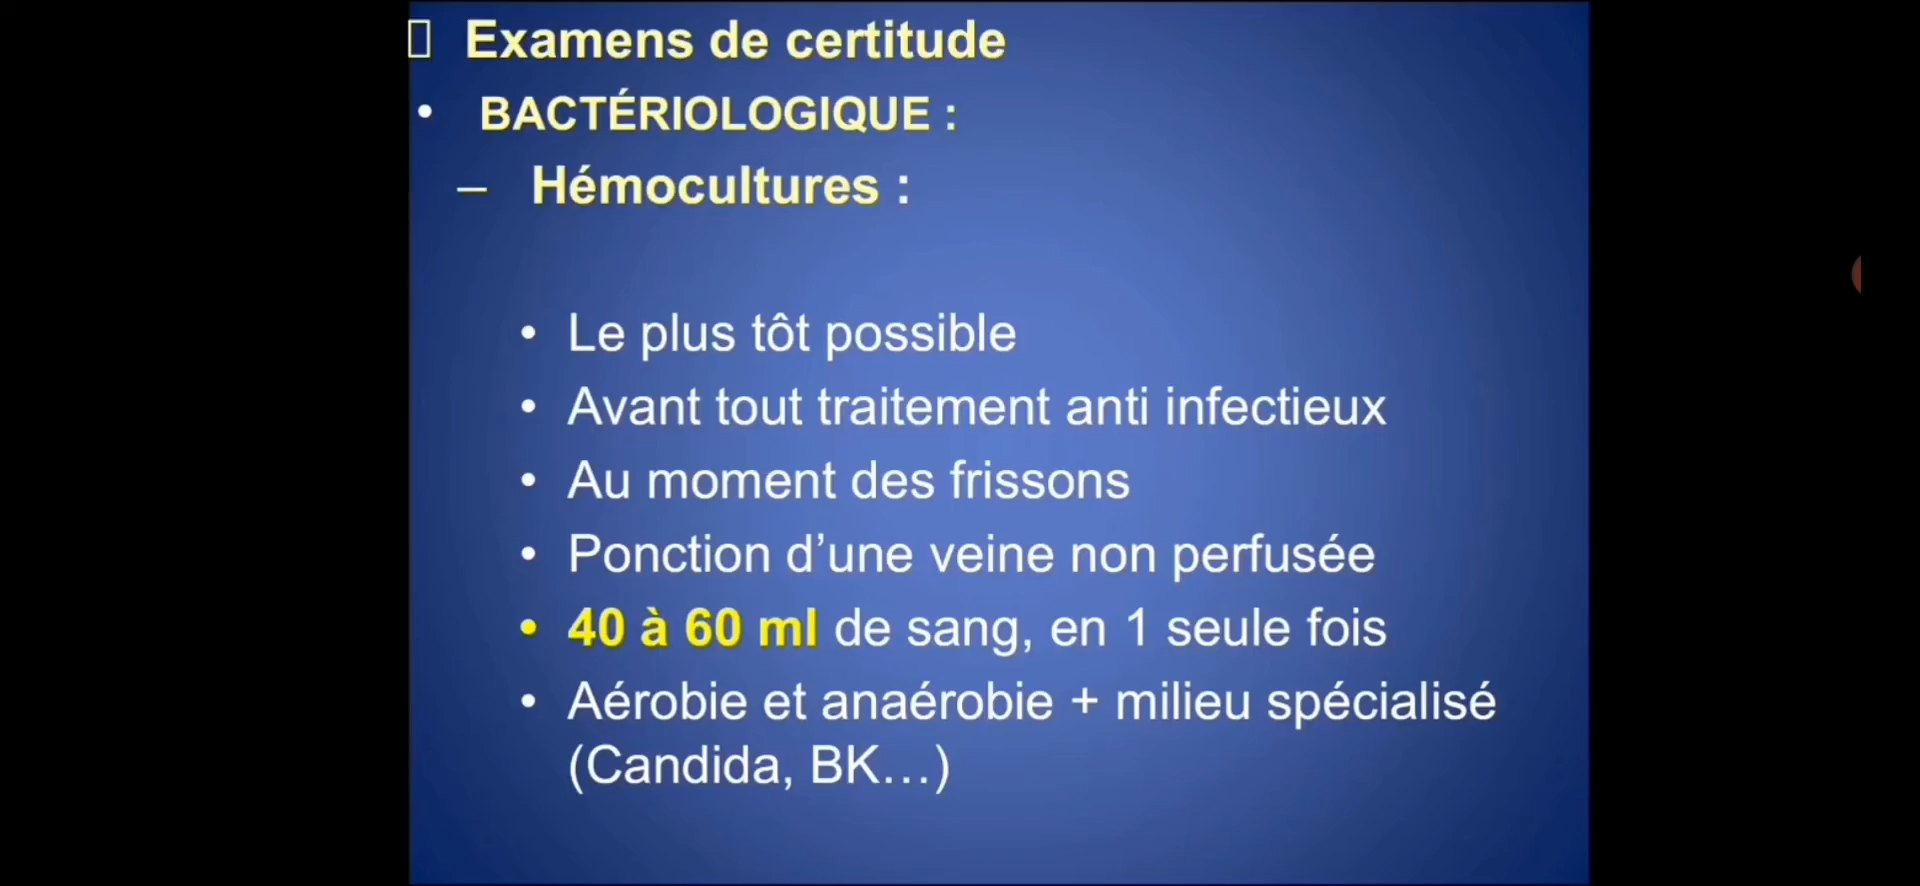 Examens de certitude
• BACTÉRIOLOGIQUE :
– Hémocultures :
• Le plus tôt possible
• Avant tout traitement anti infectieux
• Au moment des frissons
• Ponction d’une veine non perfusée
• 40 à 60 ml de sang, en 1 seule fois
• Aérobie et anaérobie + milieu spécialisé
(Candida, BK…)